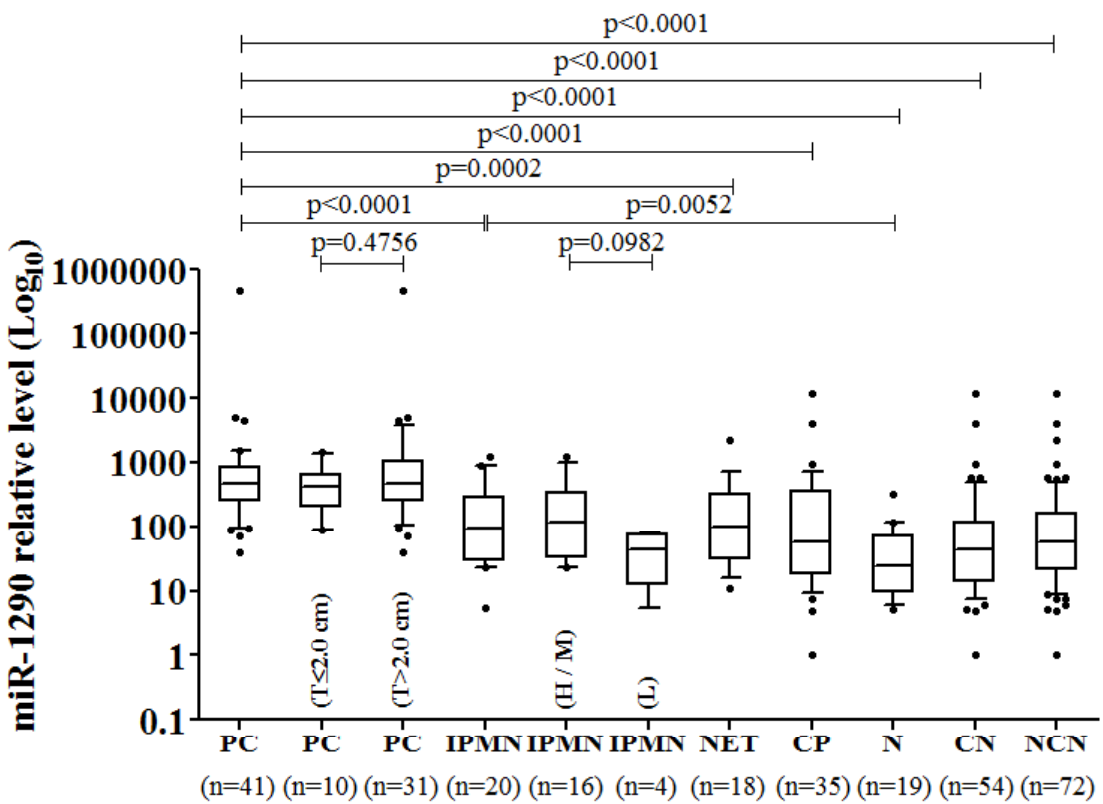 p<0.0001
p<0.0001
p<0.0001
p<0.0001
p=0.0002
p<0.0001 p=0.0052
p=0.4756 p=0.0982
miR-1290 relative level (Log10)
1000000
100000
10000
1000
100
10
1
0.1
(T≤2.0 cm) (T>2.0 cm) (H / M) (L)
PC PC PC IPMN IPMN IPMN NET CP N CN NCN
(n=41) (n=10) (n=31) (n=20) (n=16) (n=4) (n=18) (n=35) (n=19) (n=54) (n=72)